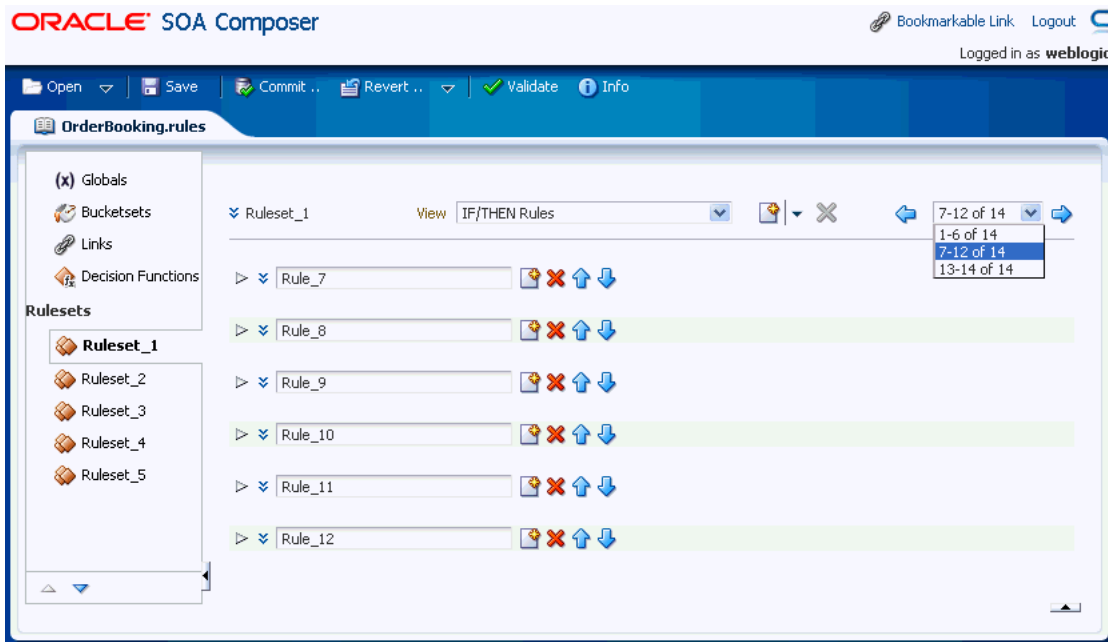 ORACLE SOA Composer
Bookmarkable Link Logout
Logged in as weblogic
Open Save Commit .. Revert .. Validate Info
OrderBooking.rules
(x) Globals
Bucketsets
Links
Decision Functions
Rulesets
Ruleset_1
Ruleset_2
Ruleset_3
Ruleset_4
Ruleset_5
Ruleset_1 View IF/THEN Rules 7-12 of 14
1-6 of 14
7-12 of 14
13-14 of 14
Rule_7
Rule_8
Rule_9
Rule_10
Rule_11
Rule_12